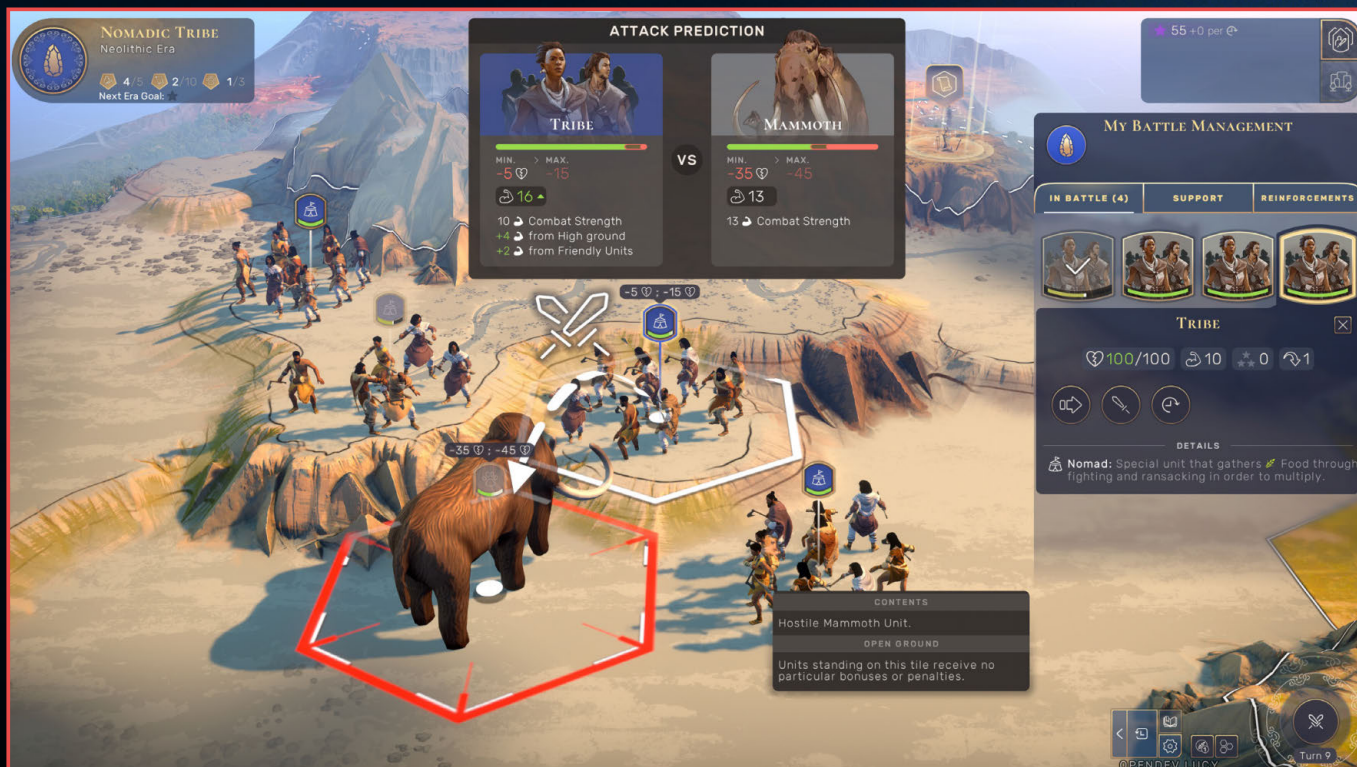 NOMADIC TRIBE
Neolithic Era
4/5 2/10 1/3
Next Era Goal:
ATTACK PREDICTION
TRIBE
VS
MAMMOTH
MIN. > MAX.
-5 -15
16
10 Combat Strength
+4 from High ground
+2 from Friendly Units
MIN. > MAX.
-35 -45
13
13 Combat Strength
55 +0 per
MY BATTLE MANAGEMENT
IN BATTLE (4) SUPPORT REINFORCEMENTS
TRIBE
100/100 10 0 1
DETAILS
Nomad: Special unit that gathers Food through
fighting and ransacking in order to multiply.
-5 ; -15
-35 ; -45
CONTENTS
Hostile Mammoth Unit.
OPEN GROUND
Units standing on this tile receive no
particular bonuses or penalties.
Turn 9
OPENDEV LUCY